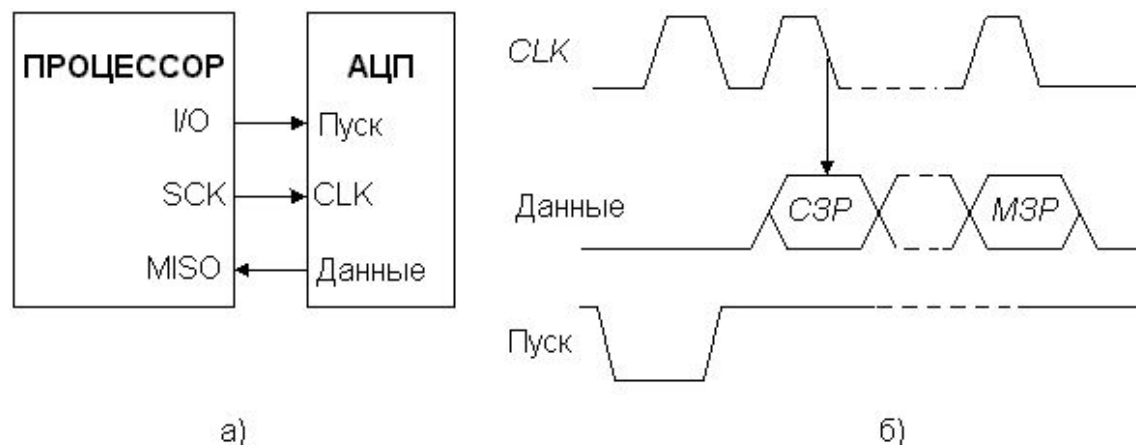 ПРОЦЕССОР
I/O
SCK
MISO
АЦП
Пуск
CLK
Данные
а)
CLK
Данные
СЗР
МЗР
Пуск
б)